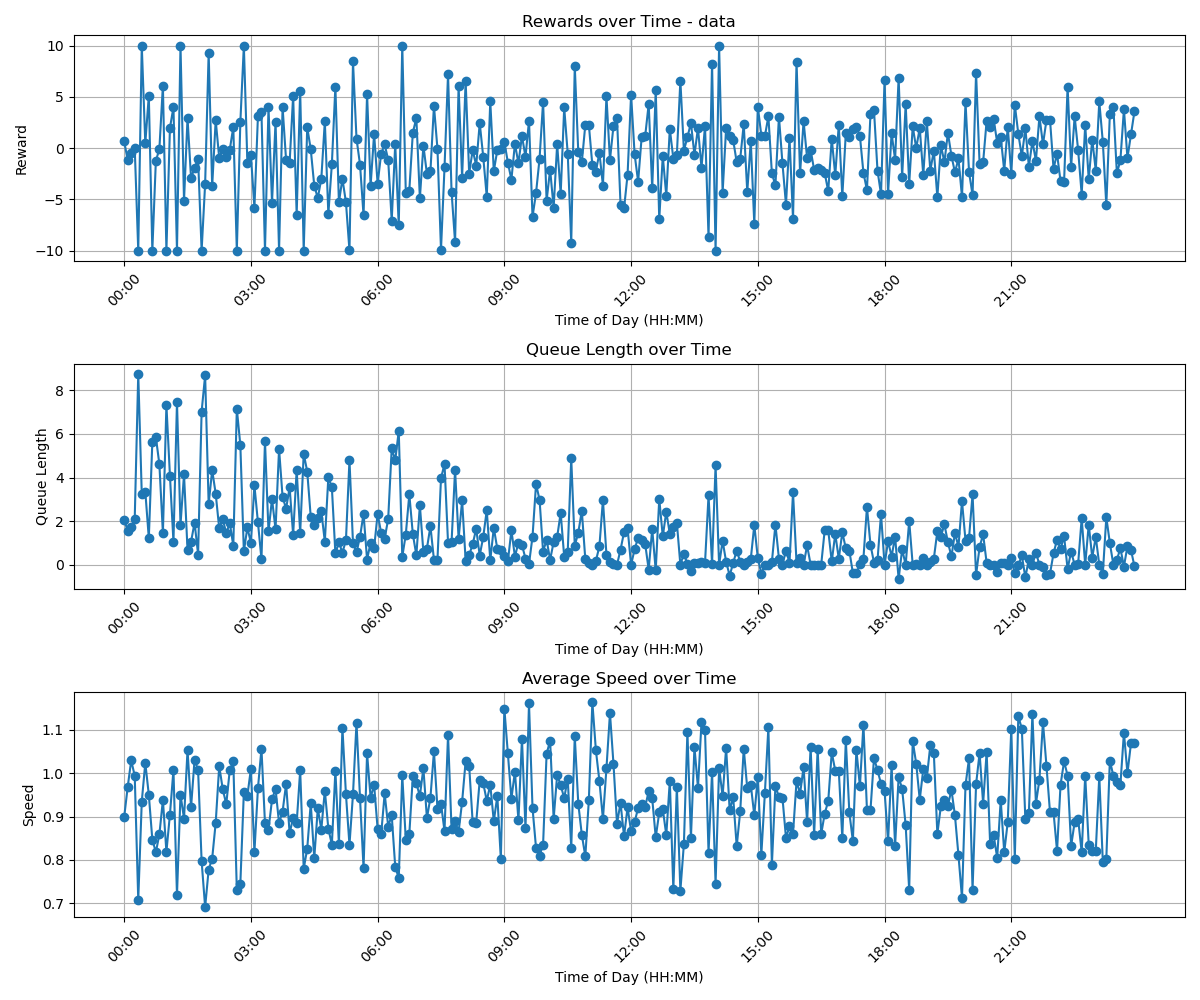 Rewards over Time - data
10
5
0
−5
−10
Reward
00:00 03:00 06:00 09:00 12:00 15:00 18:00 21:00
Time of Day (HH:MM)
Queue Length over Time
8
6
4
2
0
Queue Length
00:00 03:00 06:00 09:00 12:00 15:00 18:00 21:00
Time of Day (HH:MM)
Average Speed over Time
1.1
1.0
0.9
0.8
0.7
Speed
00:00 03:00 06:00 09:00 12:00 15:00 18:00 21:00
Time of Day (HH:MM)